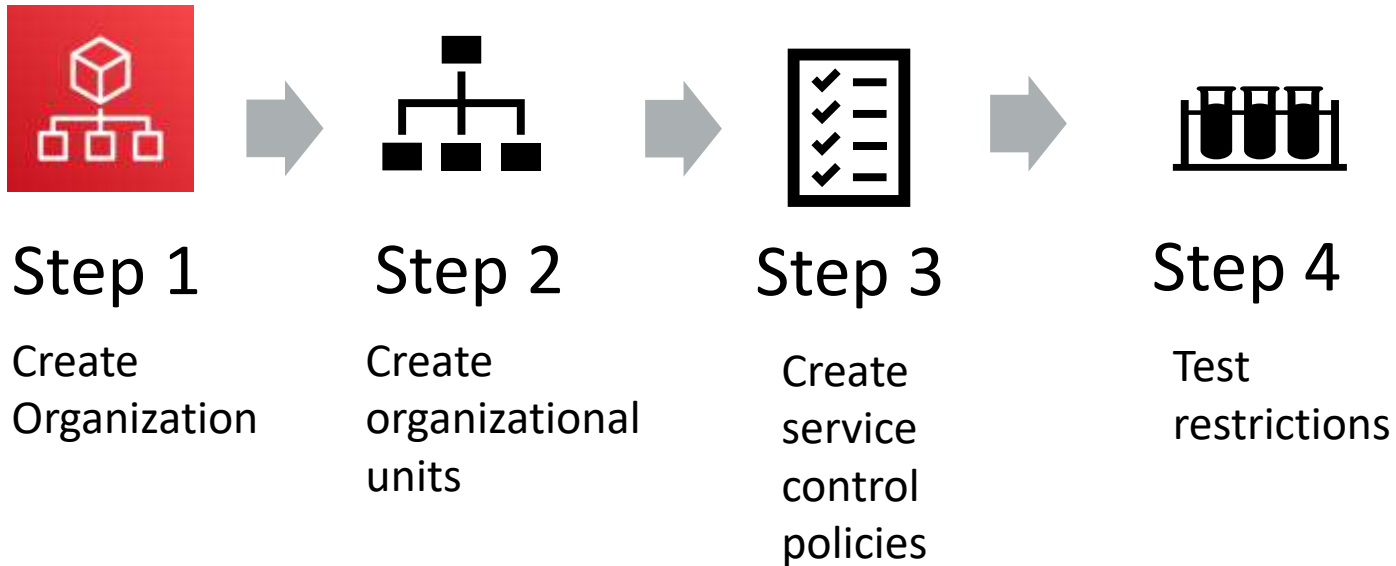 Step 1
Create
Organization
Step 2
Create
organizational
units
Step 3
Create
service
control
policies
Step 4
Test
restrictions